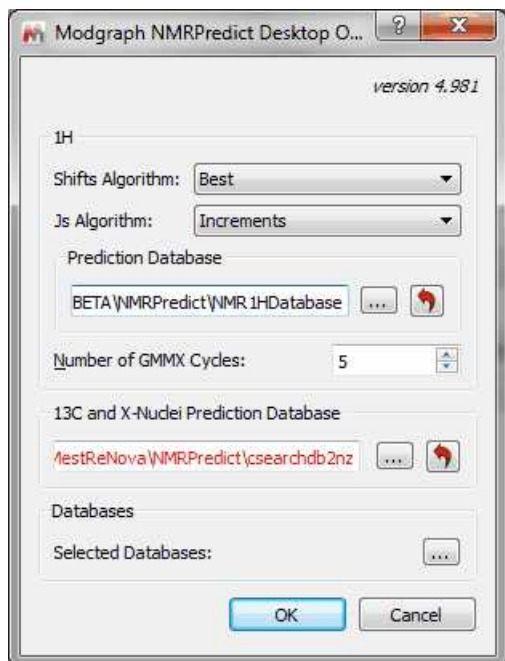 Modgraph NMRPredict Desktop O...
version 4.981
1H
Shifts Algorithm: Best
Js Algorithm: Increments
Prediction Database
BETA\NMRPredict\NMR1HDatabase ...
Number of GMMX Cycles: 5
13C and X-Nuclei Prediction Database
MestReNova\NMRPredict\csearchdb2nz ...
Databases
Selected Databases: ...
OK Cancel